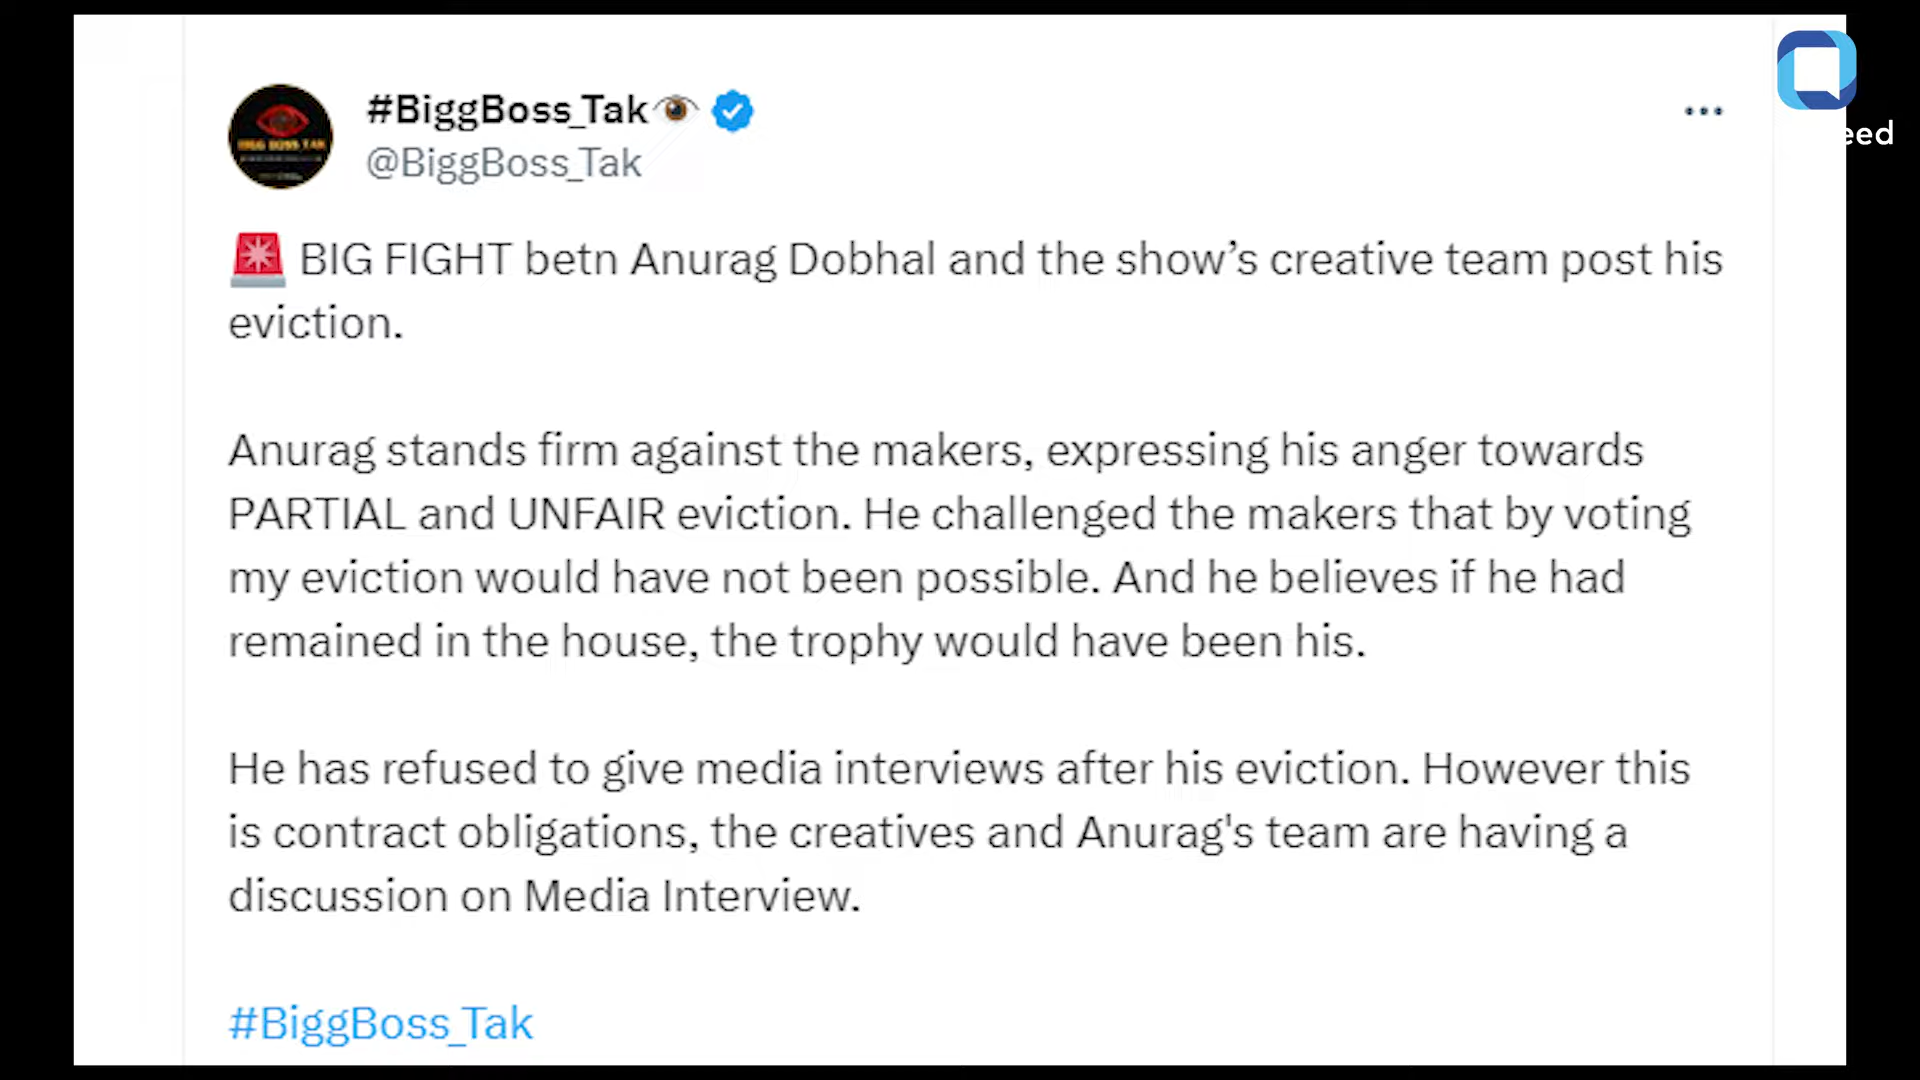 #BiggBoss_Tak👁
@BiggBoss_Tak
eed
BIGG BOSS TAK
🚨 BIG FIGHT betn Anurag Dobhal and the show’s creative team post his
eviction.
Anurag stands firm against the makers, expressing his anger towards
PARTIAL and UNFAIR eviction. He challenged the makers that by voting
my eviction would have not been possible. And he believes if he had
remained in the house, the trophy would have been his.
He has refused to give media interviews after his eviction. However this
is contract obligations, the creatives and Anurag's team are having a
discussion on Media Interview.
#BiggBoss_Tak